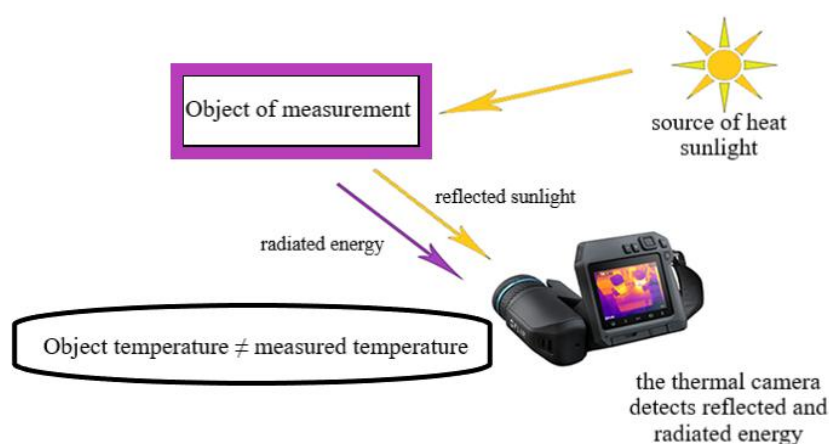 Object of measurement
source of heat
sunlight
reflected sunlight
radiated energy
Object temperature ≠ measured temperature
the thermal camera
detects reflected and
radiated energy